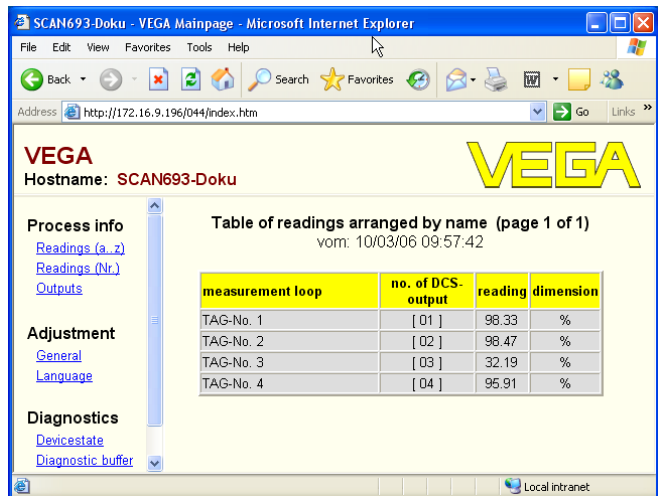 SCAN693-Doku - VEGA Mainpage - Microsoft Internet Explorer
File Edit View Favorites Tools Help
Back Search Favorites
Address http://172.16.9.196/044/index.htm Go Links »
VEGA
Hostname: SCAN693-Doku
VEGA
Process info
Readings (a..z)
Readings (Nr.)
Outputs
Adjustment
General
Language
Diagnostics
Devicestate
Diagnostic buffer
Table of readings arranged by name (page 1 of 1)
vom: 10/03/06 09:57:42
measurement loop no. of DCS-output reading dimension
TAG-No. 1 [ 01 ] 98.33 %
TAG-No. 2 [ 02 ] 98.47 %
TAG-No. 3 [ 03 ] 32.19 %
TAG-No. 4 [ 04 ] 95.91 %
Local intranet